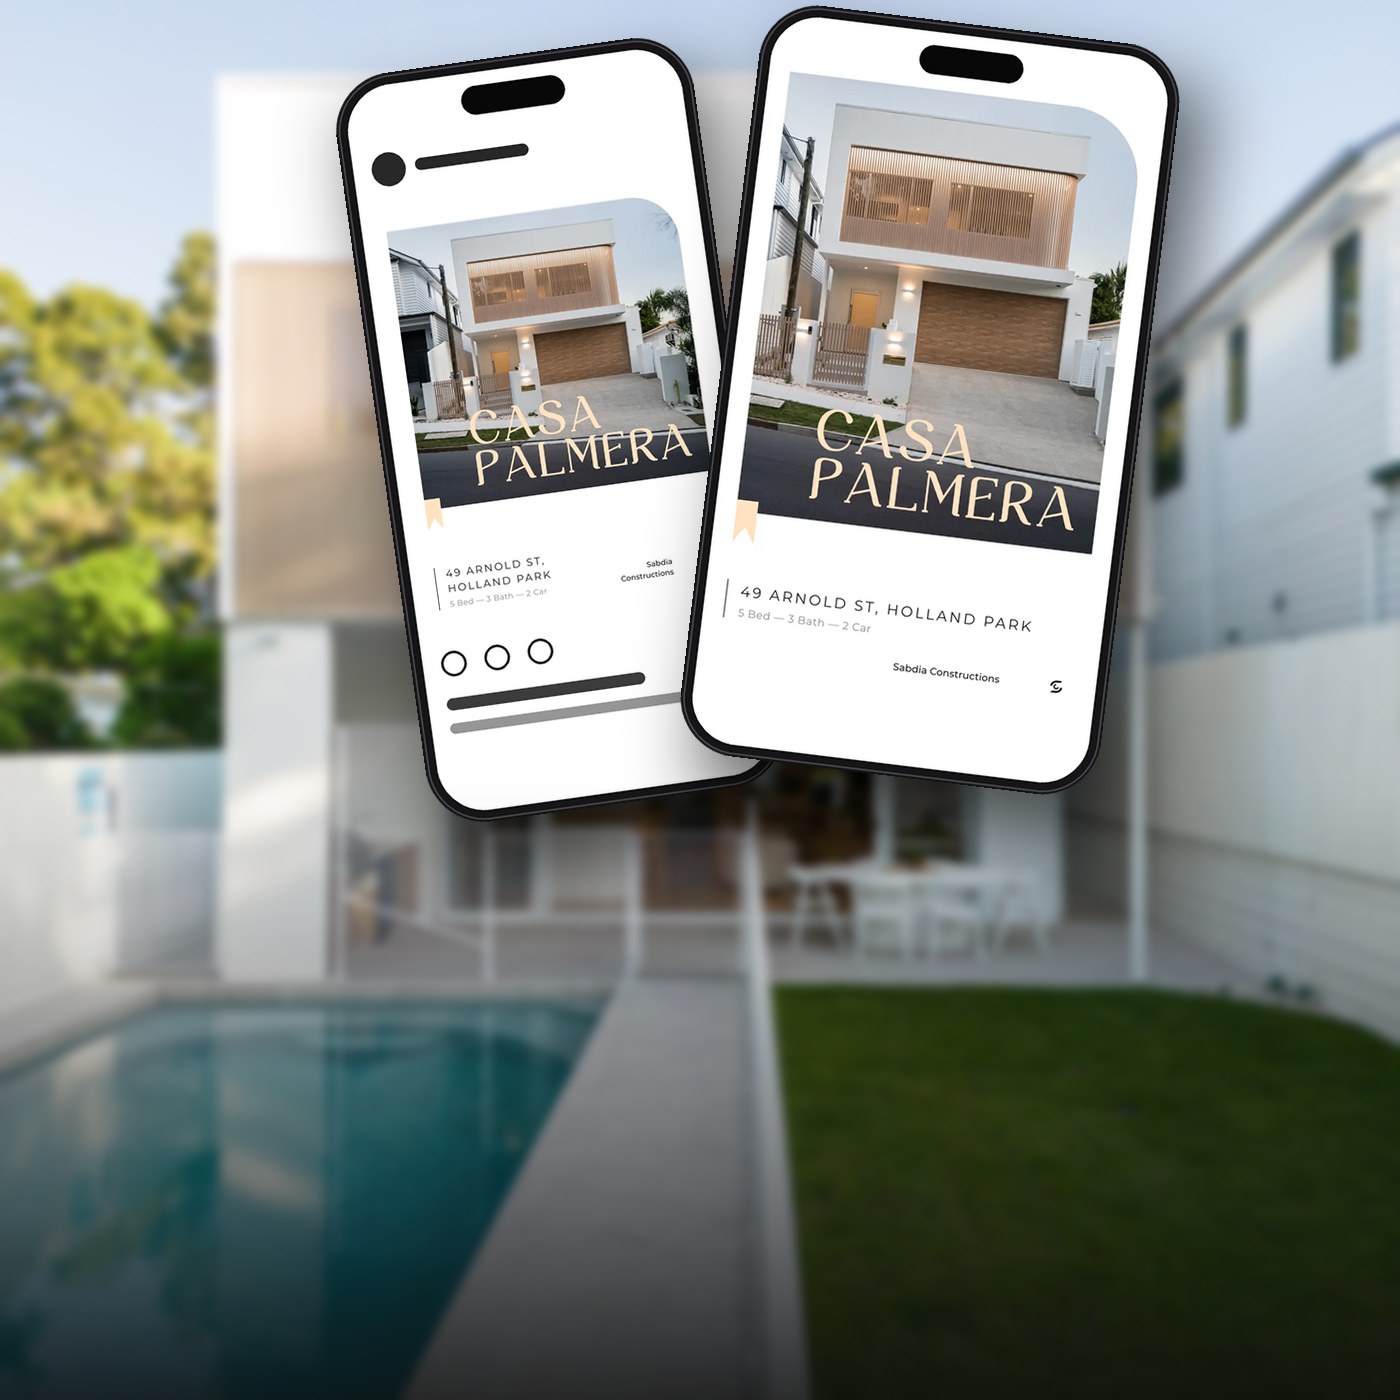 CASA
PALMERA
49 ARNOLD ST,
HOLLAND PARK
5 Bed — 3 Bath — 2 Car
Sabdia
Constructions
CASA
PALMERA
49 ARNOLD ST, HOLLAND PARK
5 Bed — 3 Bath — 2 Car
Sabdia Constructions